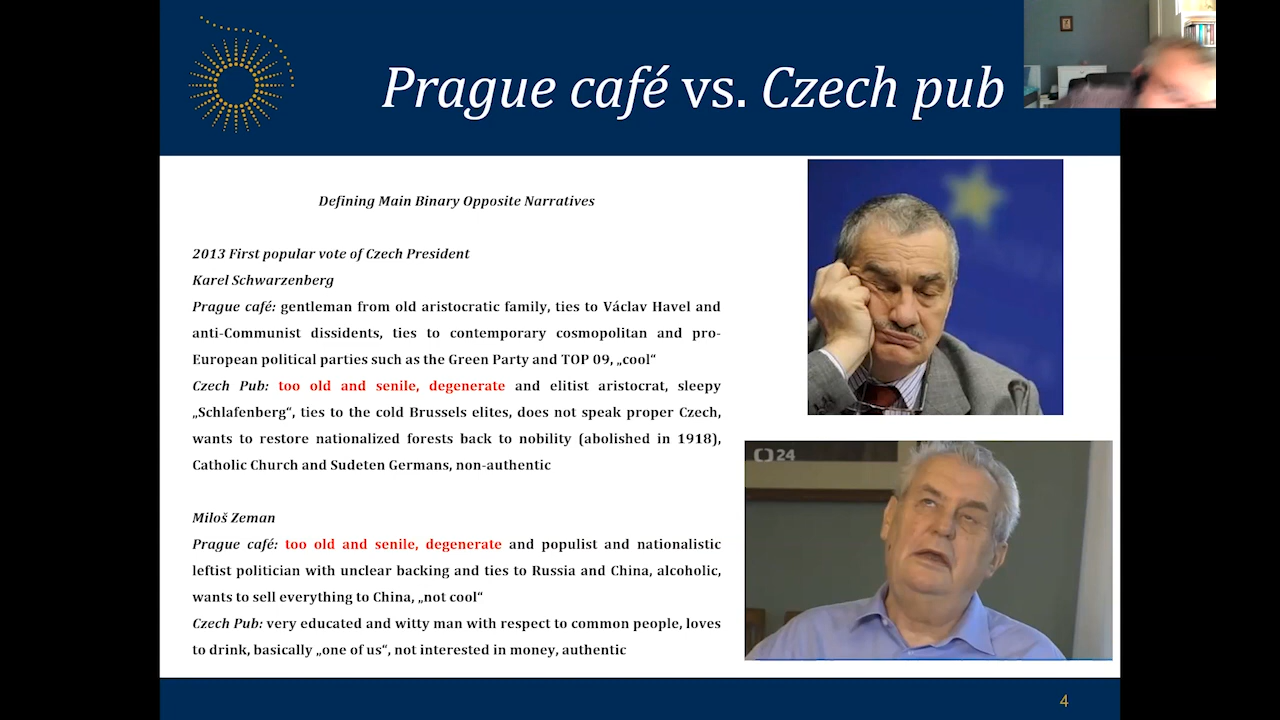 Prague café vs. Czech pub
Defining Main Binary Opposite Narratives
2013 First popular vote of Czech President
Karel Schwarzenberg
Prague café: gentleman from old aristocratic family, ties to Václav Havel and
anti-Communist dissidents, ties to contemporary cosmopolitan and pro-
European political parties such as the Green Party and TOP 09, „cool“
Czech Pub: too old and senile, degenerate and elitist aristocrat, sleepy
„Schlafenberg“, ties to the cold Brussels elites, does not speak proper Czech,
wants to restore nationalized forests back to nobility (abolished in 1918),
Catholic Church and Sudeten Germans, non-authentic
Miloš Zeman
Prague café: too old and senile, degenerate and populist and nationalistic
leftist politician with unclear backing and ties to Russia and China, alcoholic,
wants to sell everything to China, „not cool“
Czech Pub: very educated and witty man with respect to common people, loves
to drink, basically „one of us“, not interested in money, authentic
24
4